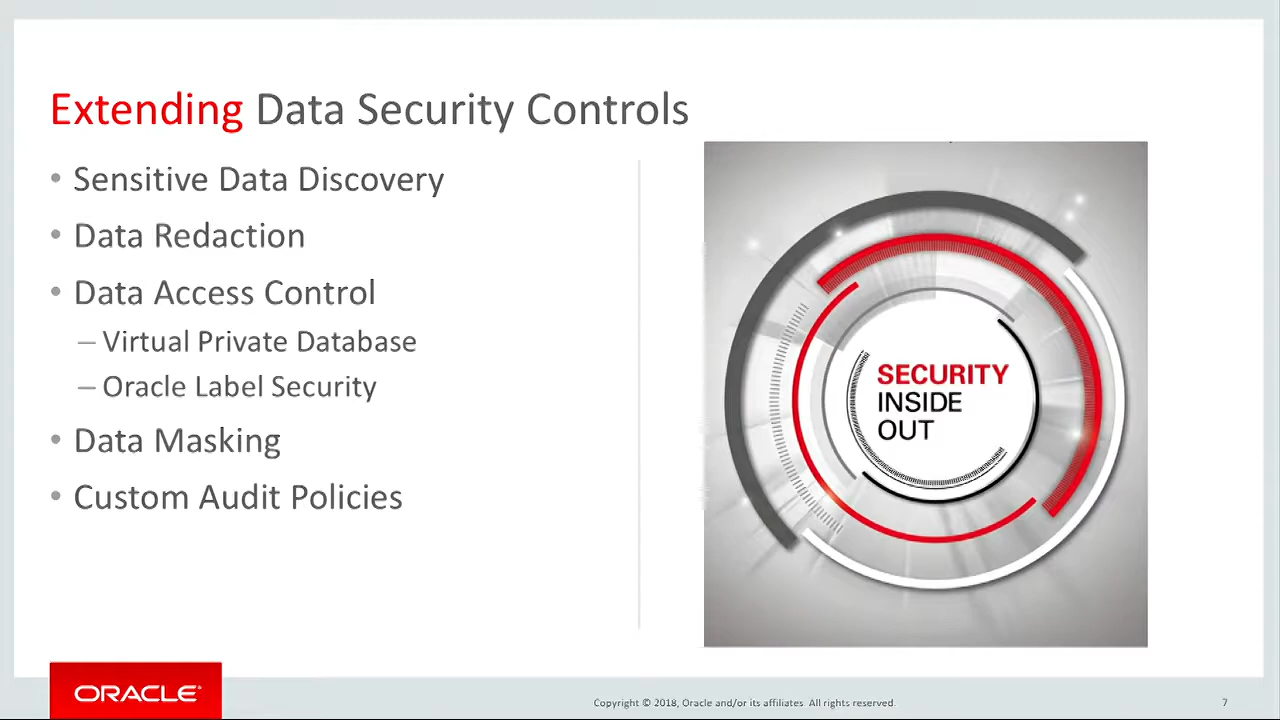 Extending Data Security Controls
• Sensitive Data Discovery
• Data Redaction
• Data Access Control
– Virtual Private Database
– Oracle Label Security
• Data Masking
• Custom Audit Policies
SECURITY
INSIDE
OUT
ORACLE®
Copyright © 2018, Oracle and/or its affiliates. All rights reserved.
7